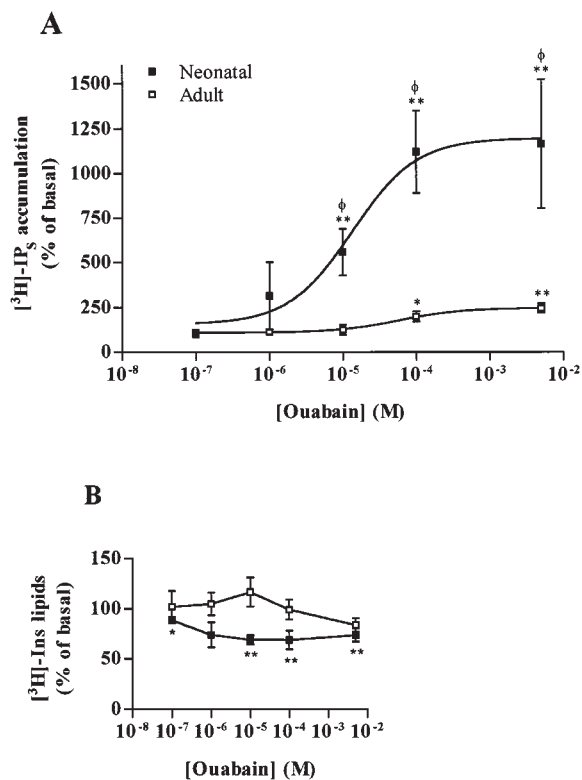 A
Neonatal
Adult
[³H]-IPs accumulation
(% of basal)
1500
1250
1000
750
500
250
0
ϕ
**
ϕ
**
ϕ
**
*
**
10⁻⁸ 10⁻⁷ 10⁻⁶ 10⁻⁵ 10⁻⁴ 10⁻³ 10⁻²
[Ouabain] (M)
B
[³H]-Ins lipids
(% of basal)
150
100
50
0
*
**
**
**
10⁻⁸ 10⁻⁷ 10⁻⁶ 10⁻⁵ 10⁻⁴ 10⁻³ 10⁻²
[Ouabain] (M)